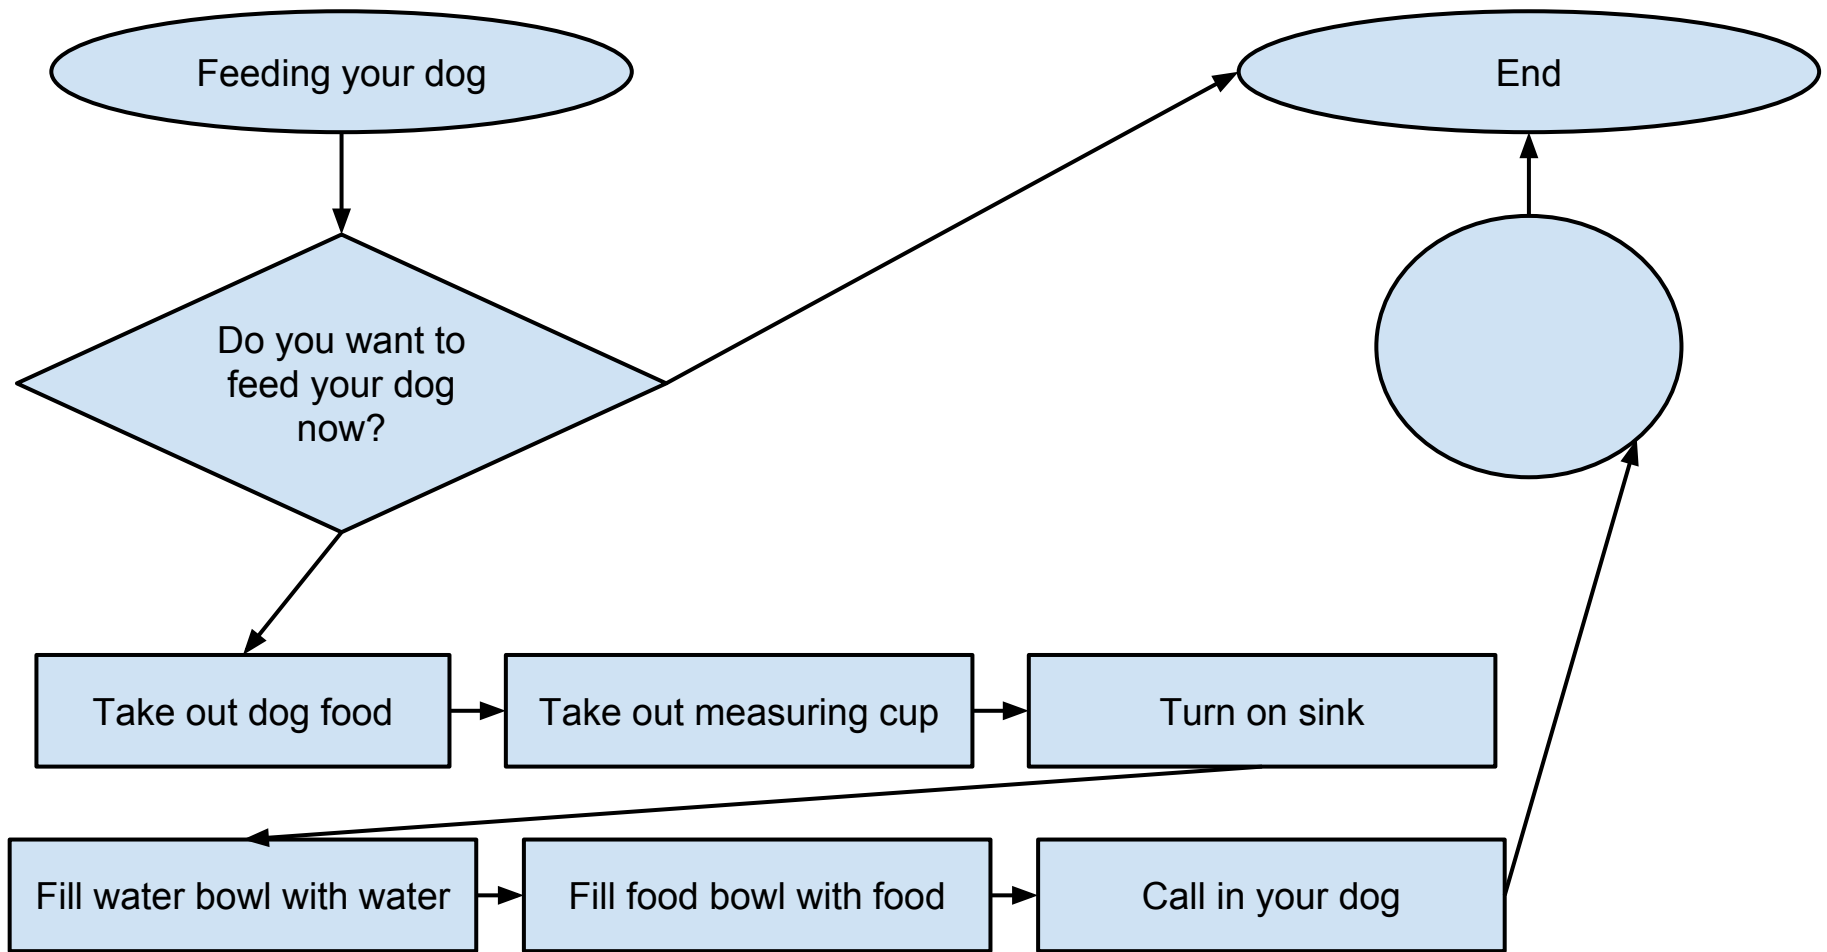 Feeding your dog
End
Do you want to
feed your dog
now?
Take out dog food
Take out measuring cup
Turn on sink
Fill water bowl with water
Fill food bowl with food
Call in your dog